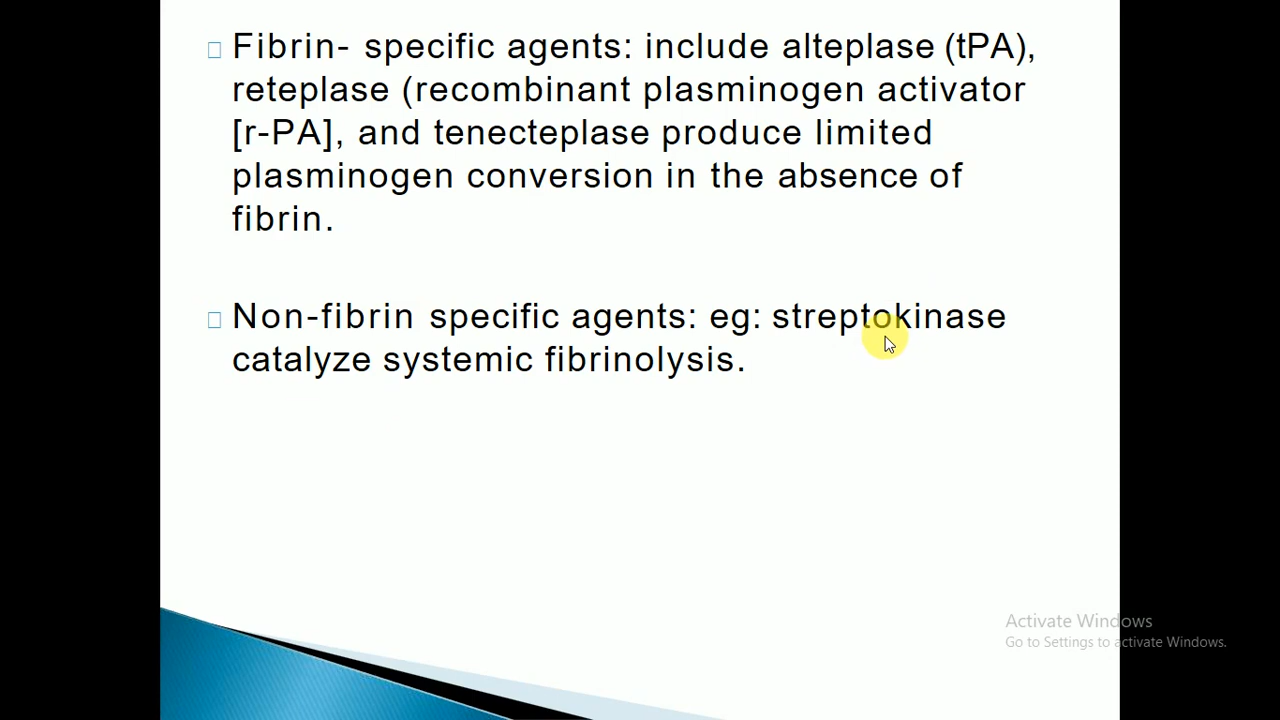 Fibrin- specific agents: include alteplase (tPA),
reteplase (recombinant plasminogen activator
[r-PA], and tenecteplase produce limited
plasminogen conversion in the absence of
fibrin.
Non-fibrin specific agents: eg: streptokinase
catalyze systemic fibrinolysis.
Activate Windows
Go to Settings to activate Windows.